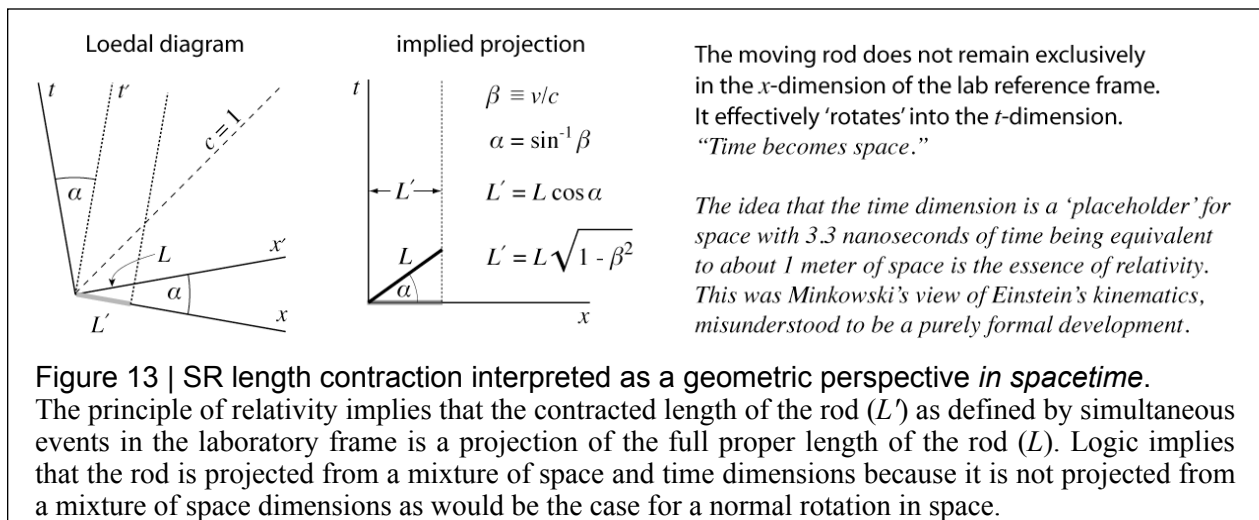 Loedal diagram
t
t′
c = 1
α
x′
L
α
x
L′
implied projection
t
β ≡ v/c
α = sin⁻¹ β
L′
L′ = L cos α
L
L′ = L√1 - β²
α
x
The moving rod does not remain exclusively
in the x-dimension of the lab reference frame.
It effectively ‘rotates’ into the t-dimension.
“Time becomes space.”
The idea that the time dimension is a ‘placeholder’ for
space with 3.3 nanoseconds of time being equivalent
to about 1 meter of space is the essence of relativity.
This was Minkowski’s view of Einstein’s kinematics,
misunderstood to be a purely formal development.
Figure 13 | SR length contraction interpreted as a geometric perspective in spacetime.
The principle of relativity implies that the contracted length of the rod (L′) as defined by simultaneous
events in the laboratory frame is a projection of the full proper length of the rod (L). Logic implies
that the rod is projected from a mixture of space and time dimensions because it is not projected from
a mixture of space dimensions as would be the case for a normal rotation in space.